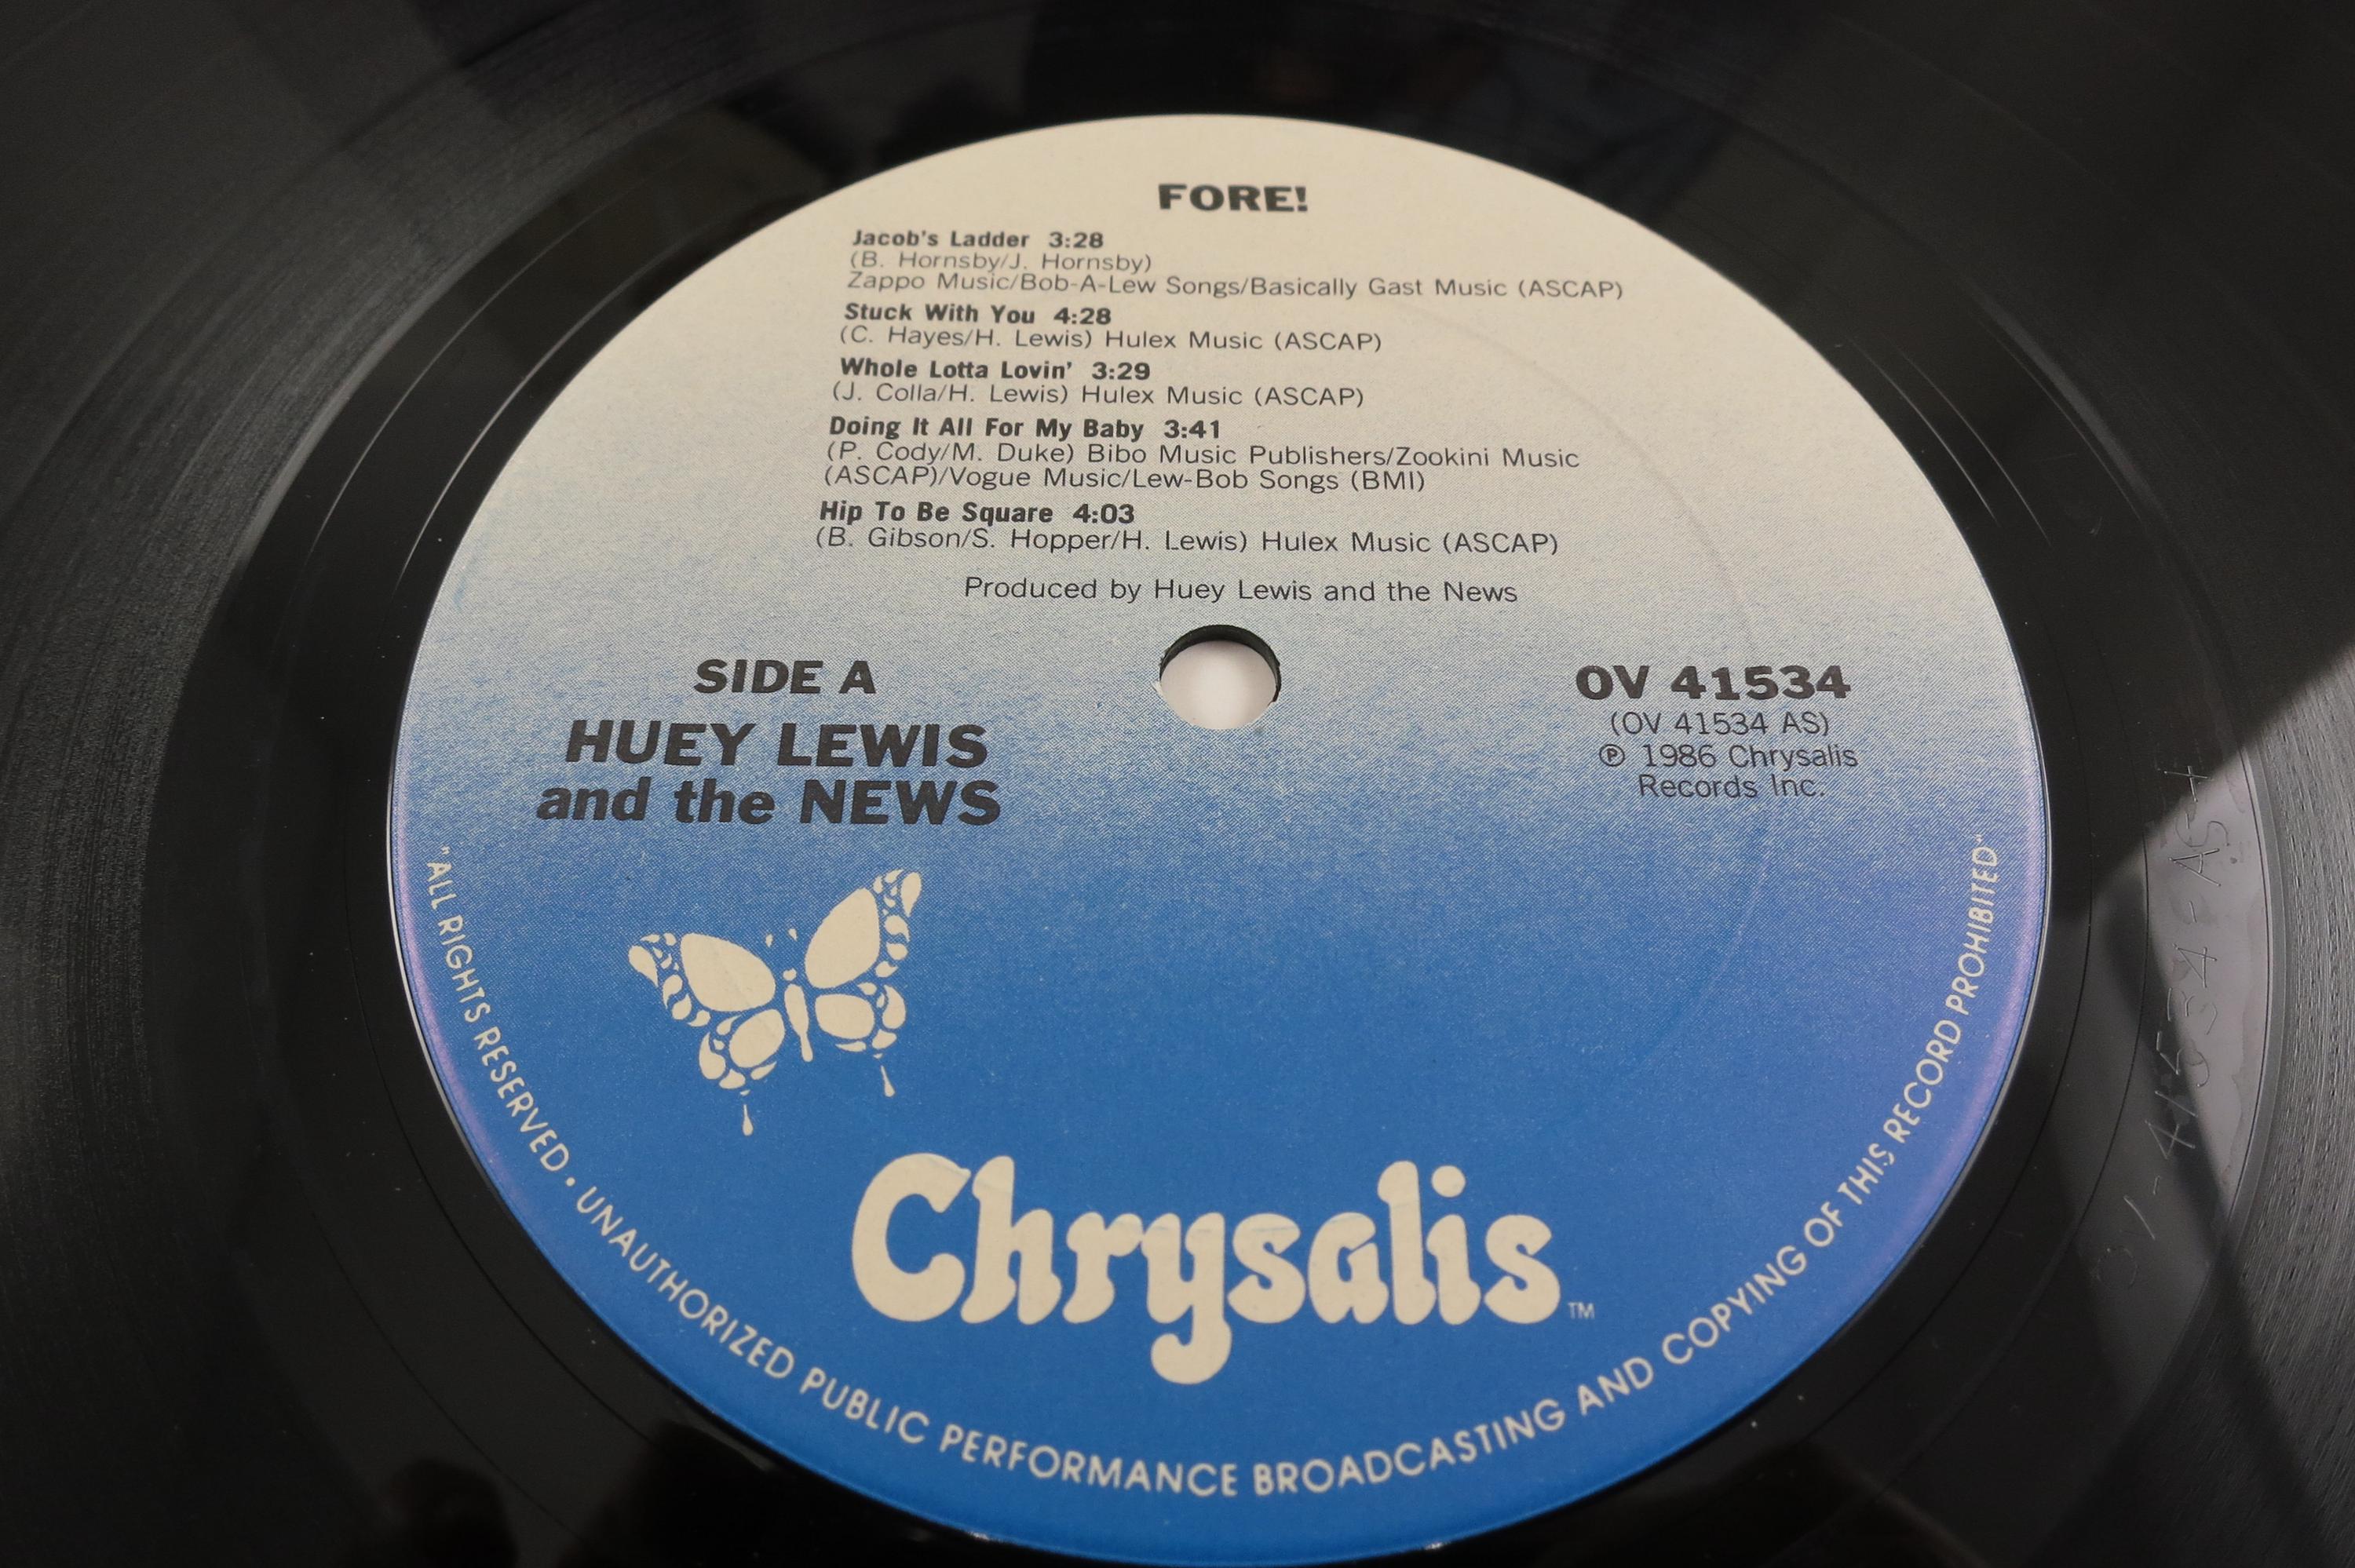 FORE!
Jacob's Ladder 3:28
(B. Hornsby/J. Hornsby)
Zappo Music/Bob-A-Lew Songs/Basically Gast Music (ASCAP)
Stuck With You 4:28
(C. Hayes/H. Lewis) Hulex Music (ASCAP)
Whole Lotta Lovin' 3:29
(J. Colla/H. Lewis) Hulex Music (ASCAP)
Doing It All For My Baby 3:41
(P. Cody/M. Duke) Bibo Music Publishers/Zookini Music
(ASCAP)/Vogue Music/Lew-Bob Songs (BMI)
Hip To Be Square 4:03
(B. Gibson/S. Hopper/H. Lewis) Hulex Music (ASCAP)
Produced by Huey Lewis and the News
SIDE A
HUEY LEWIS
and the NEWS
OV 41534
(OV 41534 AS)
℗ 1986 Chrysalis
Records Inc.
Chrysalis™
"ALL RIGHTS RESERVED • UNAUTHORIZED PUBLIC PERFORMANCE BROADCASTING AND COPYING OF THIS RECORD PROHIBITED"